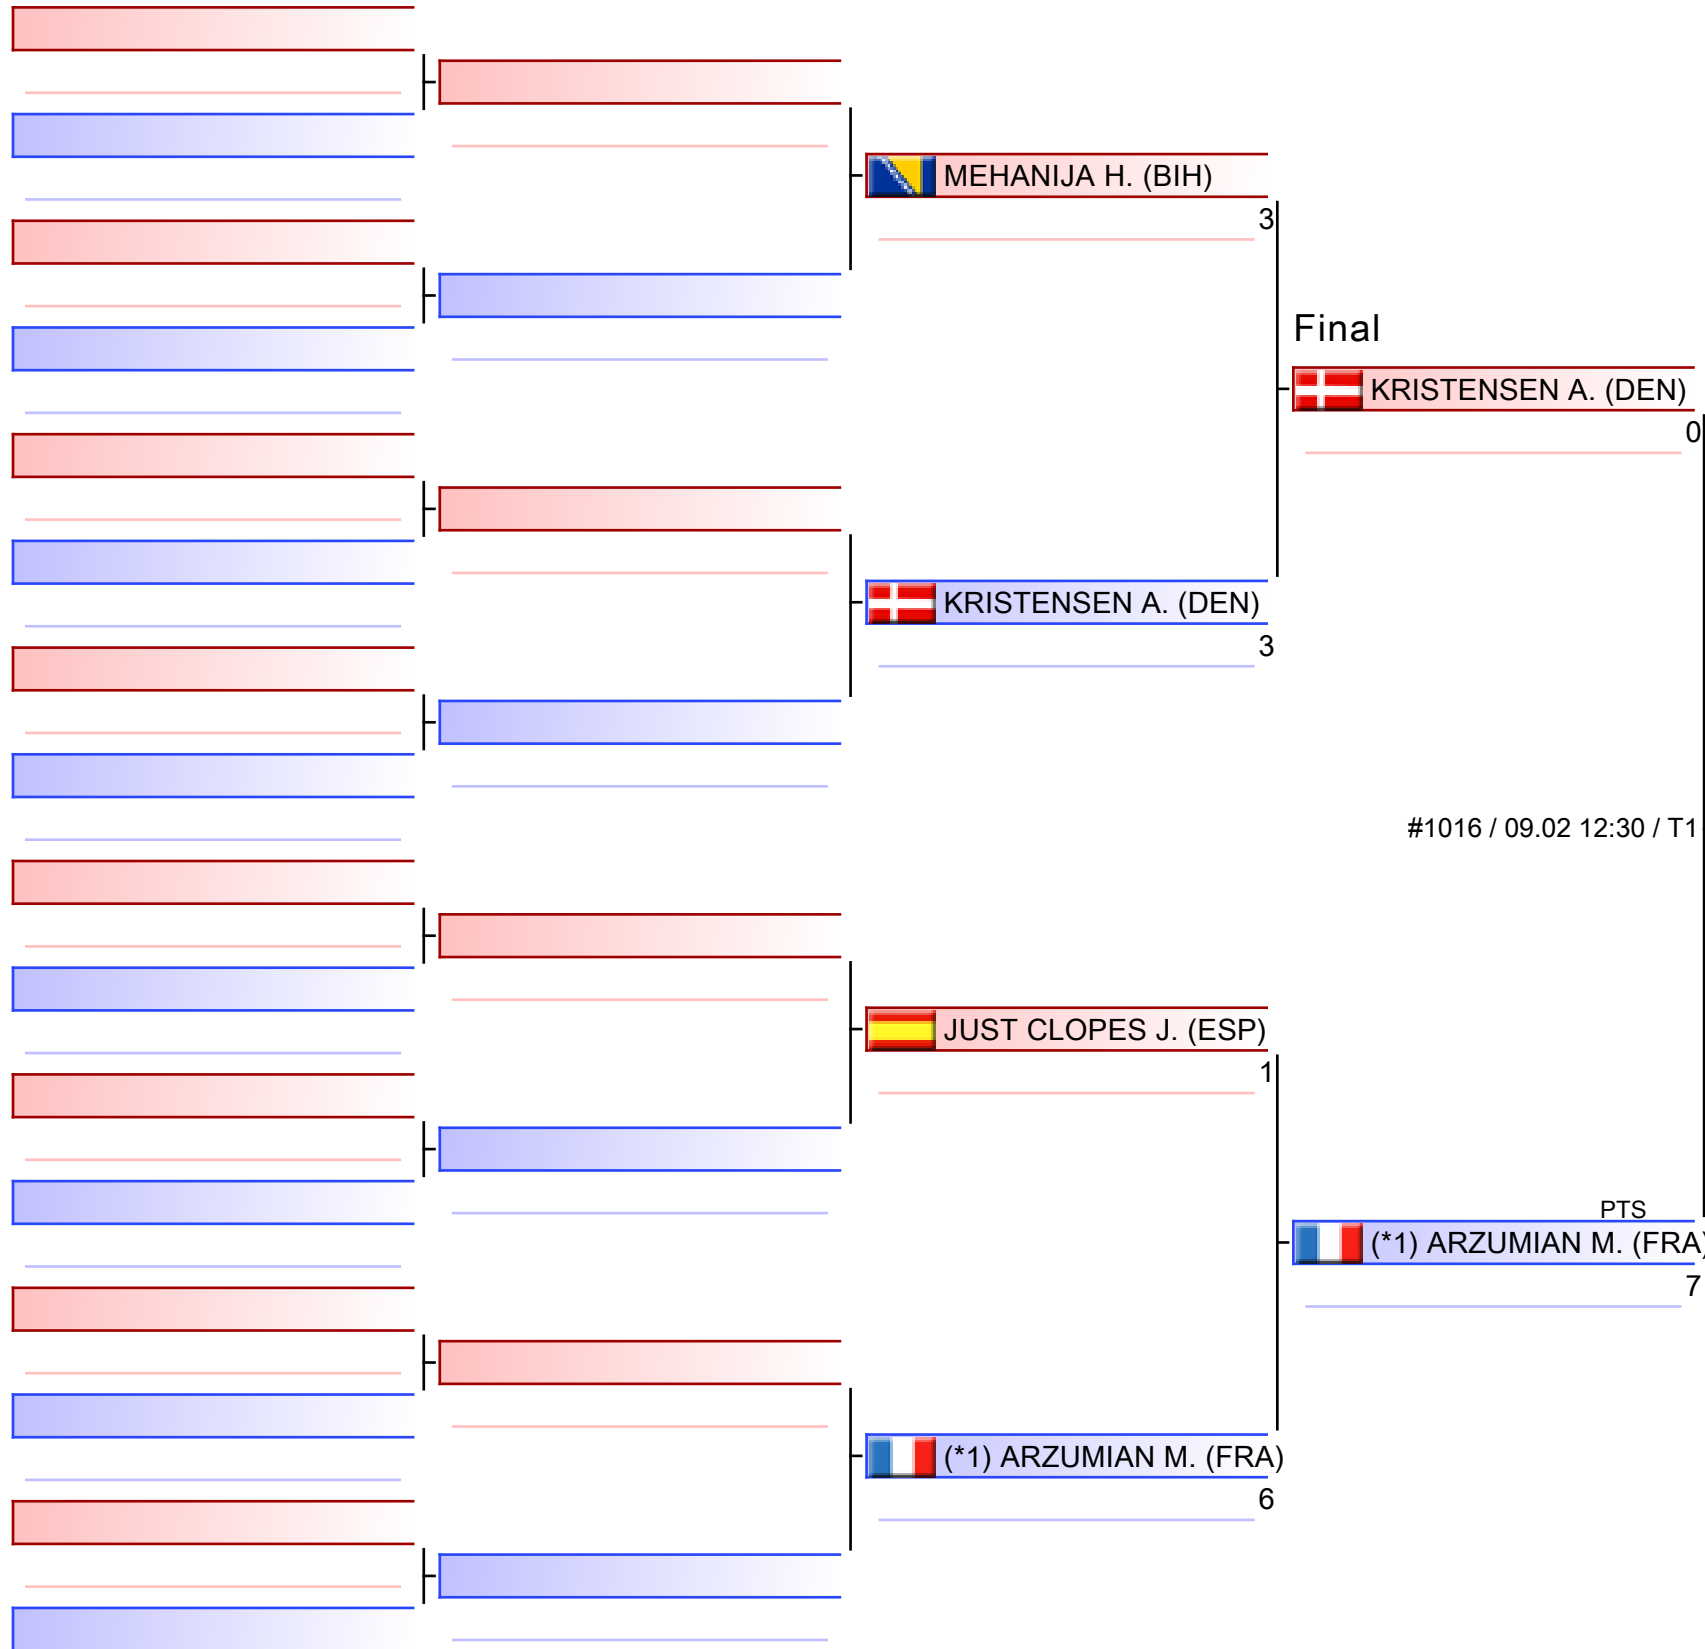 MEHANIJA H. (BIH)
3
Final
KRISTENSEN A. (DEN)
0
KRISTENSEN A. (DEN)
3
#1016 / 09.02 12:30 / T1
JUST CLOPES J. (ESP)
1
PTS
(*1) ARZUMIAN M. (FRA)
7
(*1) ARZUMIAN M. (FRA)
6